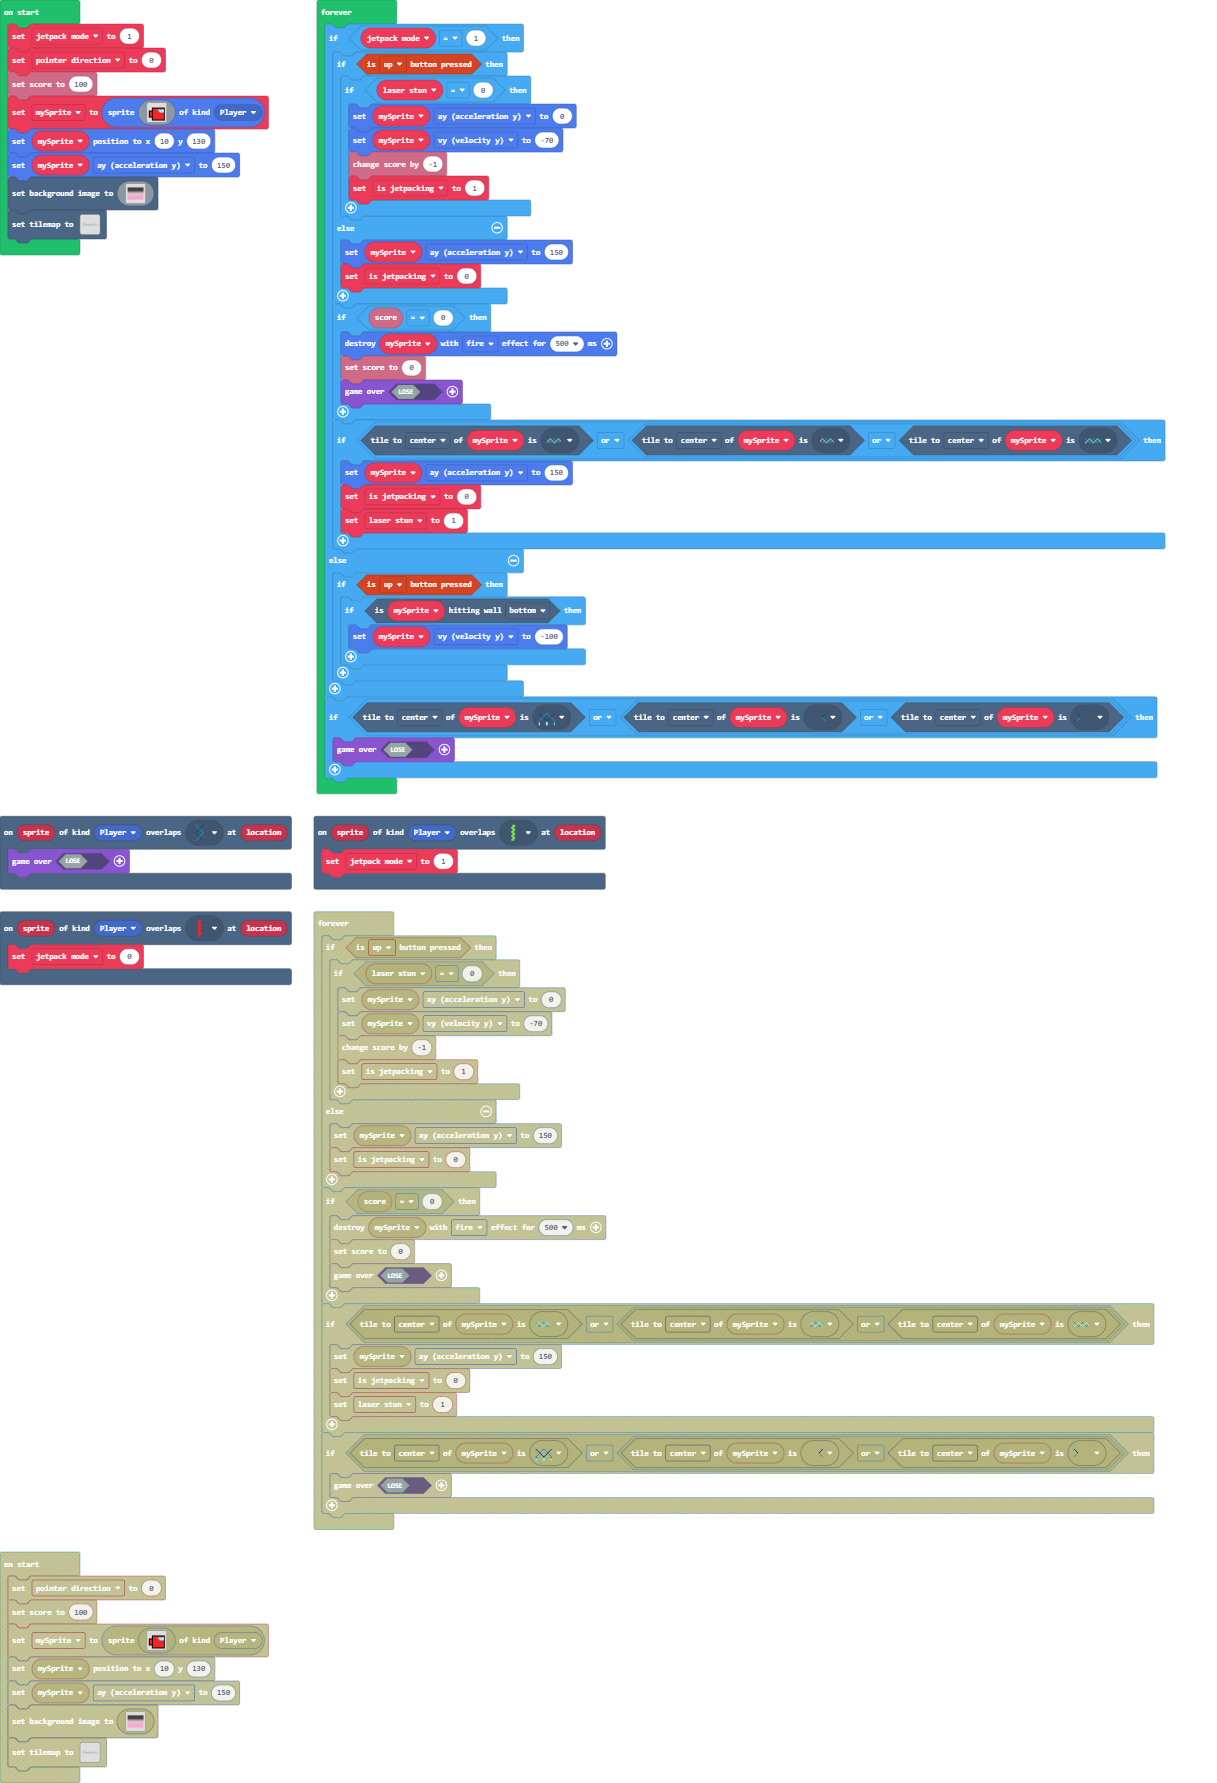 on start
set jetpack mode to 1
set pointer direction to 0
set score to 100
set mySprite to sprite of kind Player
set mySprite position to x 10 y 130
set mySprite ay (acceleration y) to 150
set background image to
set tilemap to
forever
if jetpack mode = 1 then
if is up button pressed then
if laser stun = 0 then
set mySprite ay (acceleration y) to 0
set mySprite vy (velocity y) to -70
change score by -1
set is jetpacking to 1
else
set mySprite ay (acceleration y) to 150
set is jetpacking to 0
if score = 0 then
destroy mySprite with fire effect for 500 ms
set score to 0
game over LOSE
if tile to center of mySprite is or tile to center of mySprite is or tile to center of mySprite is then
set mySprite ay (acceleration y) to 150
set is jetpacking to 0
set laser stun to 1
else
if is up button pressed then
if is mySprite hitting wall bottom then
set mySprite vy (velocity y) to -100
if tile to center of mySprite is or tile to center of mySprite is or tile to center of mySprite is then
game over LOSE
on sprite of kind Player overlaps at location
game over LOSE
on sprite of kind Player overlaps at location
set jetpack mode to 1
on sprite of kind Player overlaps at location
set jetpack mode to 0
forever
if is up button pressed then
if laser stun = 0 then
set mySprite ay (acceleration y) to 0
set mySprite vy (velocity y) to -70
change score by -1
set is jetpacking to 1
else
set mySprite ay (acceleration y) to 150
set is jetpacking to 0
if score = 0 then
destroy mySprite with fire effect for 500 ms
set score to 0
game over LOSE
if tile to center of mySprite is or tile to center of mySprite is or tile to center of mySprite is then
set mySprite ay (acceleration y) to 150
set is jetpacking to 0
set laser stun to 1
if tile to center of mySprite is or tile to center of mySprite is or tile to center of mySprite is then
game over LOSE
on start
set pointer direction to 0
set score to 100
set mySprite to sprite of kind Player
set mySprite position to x 10 y 130
set mySprite ay (acceleration y) to 150
set background image to
set tilemap to